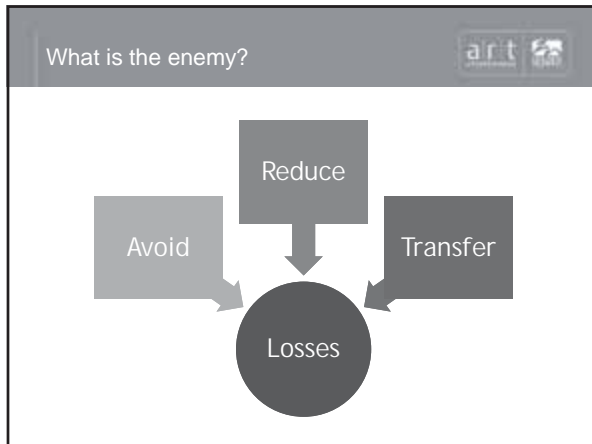 What is the enemy?
art
Reduce
Avoid
Transfer
Losses